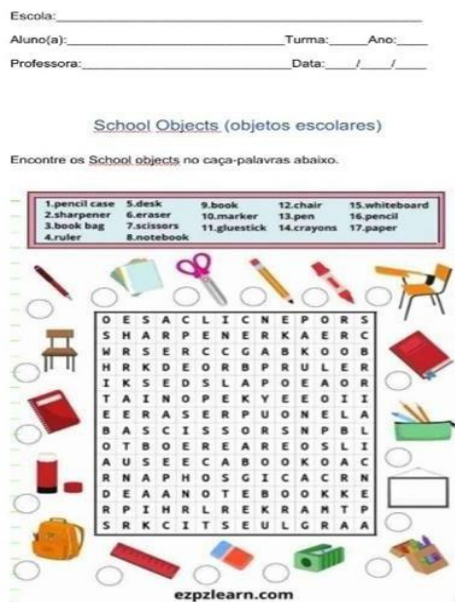 Escola:
Aluno(a): Turma: Ano:
Professora: Data: / /
School Objects (objetos escolares)
Encontre os School objects no caça-palavras abaixo.
1.pencil case 5.desk 9.book 12.chair 15.whiteboard
2.sharpener 6.eraser 10.marker 13.pen 16.pencil
3.book bag 7.scissors 11.gluestick 14.crayons 17.paper
4.ruler 8.notebook
O E S A C L I C N E P O R S
S H A R P E N E R K A E R C
W R S E R C C G A B K O O B
H R K D E O R B P R U L E R
I K S E D S L A P O E A O R
T A I N O P E K Y E E O I I
E E R A S E R P U O N E L A
B A S C I S S O R S N P B L
O T B O E R E A R E O S L I
A U S E E C A B O O K O A C
R N A P H O S G I C A C R N
D E A A N O T E B O O K K E
R P I H R L R E K R A M T P
S R K C I T S E U L G R A A
ezpzlearn.com